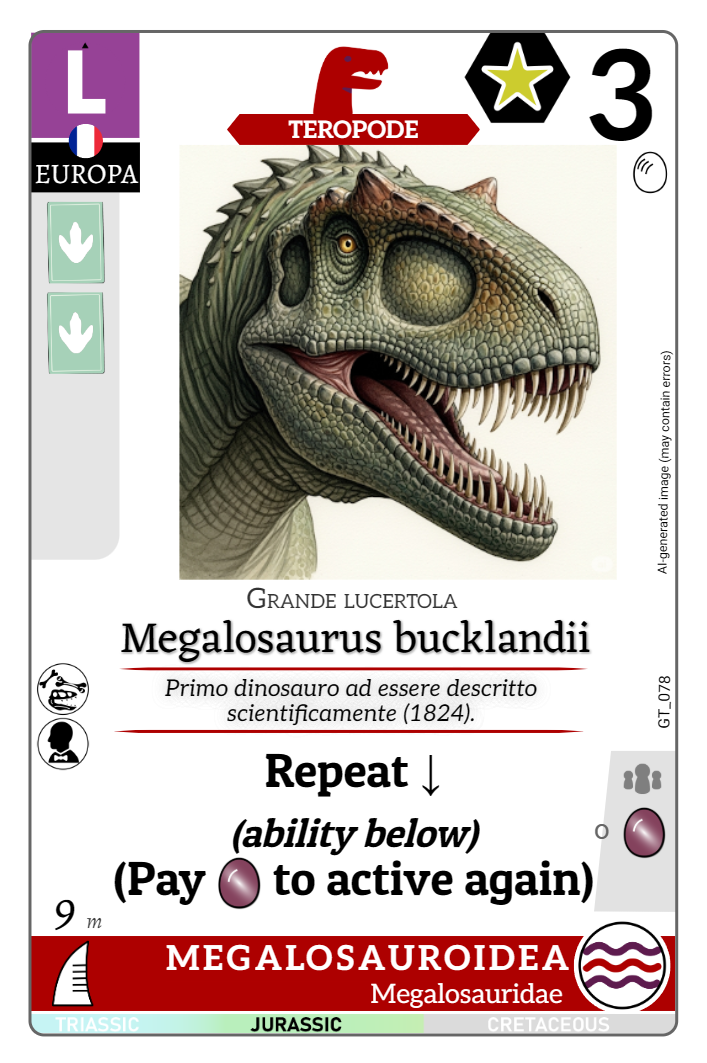 L
EUROPA
TEROPODE
3
AI-generated image (may contain errors)
GRANDE LUCERTOLA
Megalosaurus bucklandii
Primo dinosauro ad essere descritto
scientificamente (1824).
GT_078
Repeat ↓
(ability below)
(Pay to active again)
O
9 m
MEGALOSAUROIDEA
Megalosauridae
TRIASSIC JURASSIC CRETACEOUS